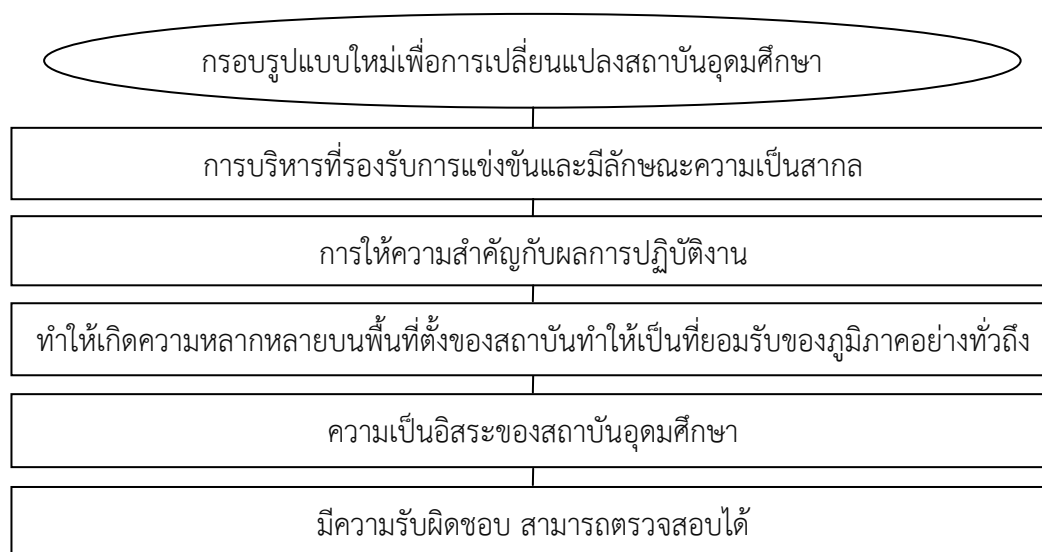 กรอบรูปแบบใหม่เพื่อการเปลี่ยนแปลงสถาบันอุดมศึกษา
การบริหารที่รองรับการแข่งขันและมีลักษณะความเป็นสากล
การให้ความสำคัญกับผลการปฏิบัติงาน
ทำให้เกิดความหลากหลายบนพื้นที่ตั้งของสถาบันทำให้เป็นที่ยอมรับของภูมิภาคอย่างทั่วถึง
ความเป็นอิสระของสถาบันอุดมศึกษา
มีความรับผิดชอบ สามารถตรวจสอบได้